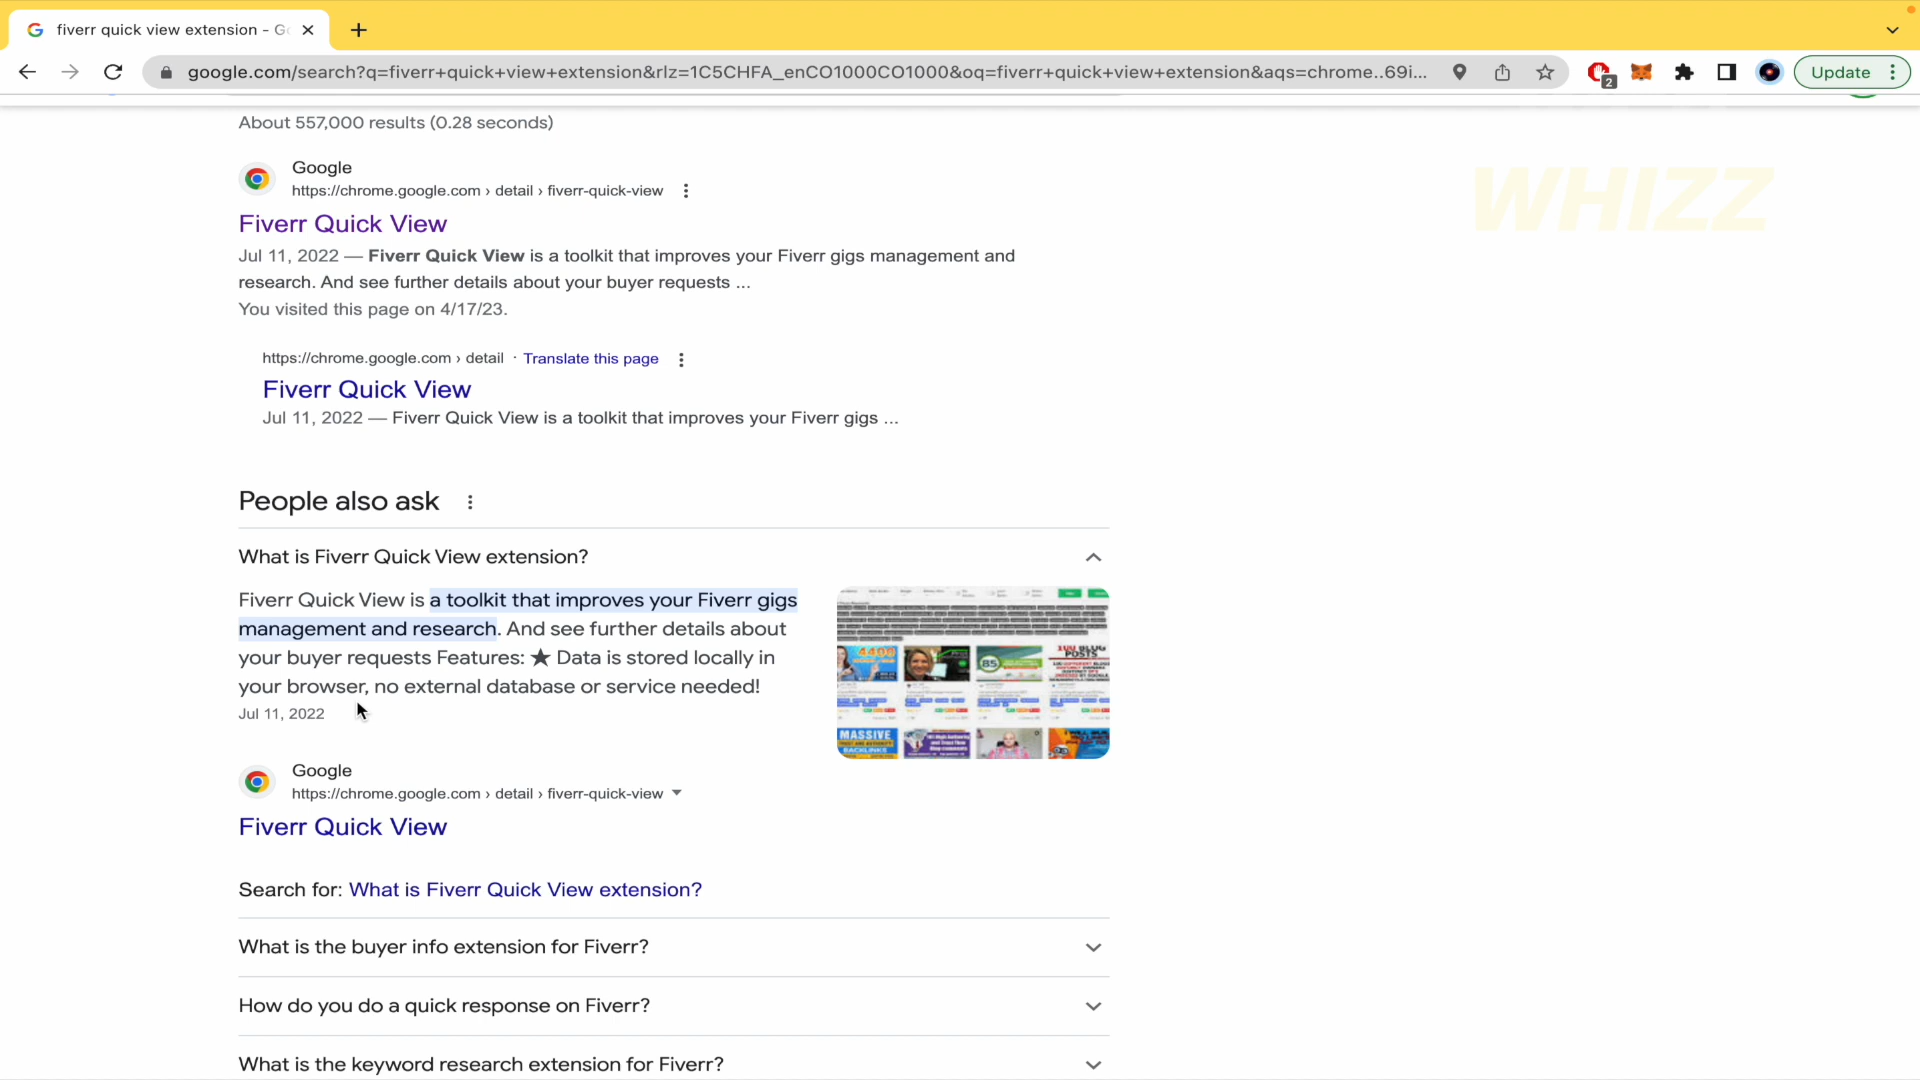 fiverr quick view extension - G
google.com/search?q=fiverr+quick+view+extension&rlz=1C5CHFA_enCO1000CO1000&oq=fiverr+quick+view+extension&aqs=chrome..69i...
2
Update
About 557,000 results (0.28 seconds)
WHIZZ
Google
https://chrome.google.com › detail › fiverr-quick-view
Fiverr Quick View
Jul 11, 2022 — Fiverr Quick View is a toolkit that improves your Fiverr gigs management and
research. And see further details about your buyer requests ...
You visited this page on 4/17/23.
https://chrome.google.com › detail · Translate this page
Fiverr Quick View
Jul 11, 2022 — Fiverr Quick View is a toolkit that improves your Fiverr gigs ...
People also ask
What is Fiverr Quick View extension?
Fiverr Quick View is a toolkit that improves your Fiverr gigs
management and research. And see further details about
your buyer requests Features: ★ Data is stored locally in
your browser, no external database or service needed!
Jul 11, 2022
85
100 BLOG
POSTS
MASSIVE
BACKLINKS
Google
https://chrome.google.com › detail › fiverr-quick-view
Fiverr Quick View
Search for: What is Fiverr Quick View extension?
What is the buyer info extension for Fiverr?
How do you do a quick response on Fiverr?
What is the keyword research extension for Fiverr?